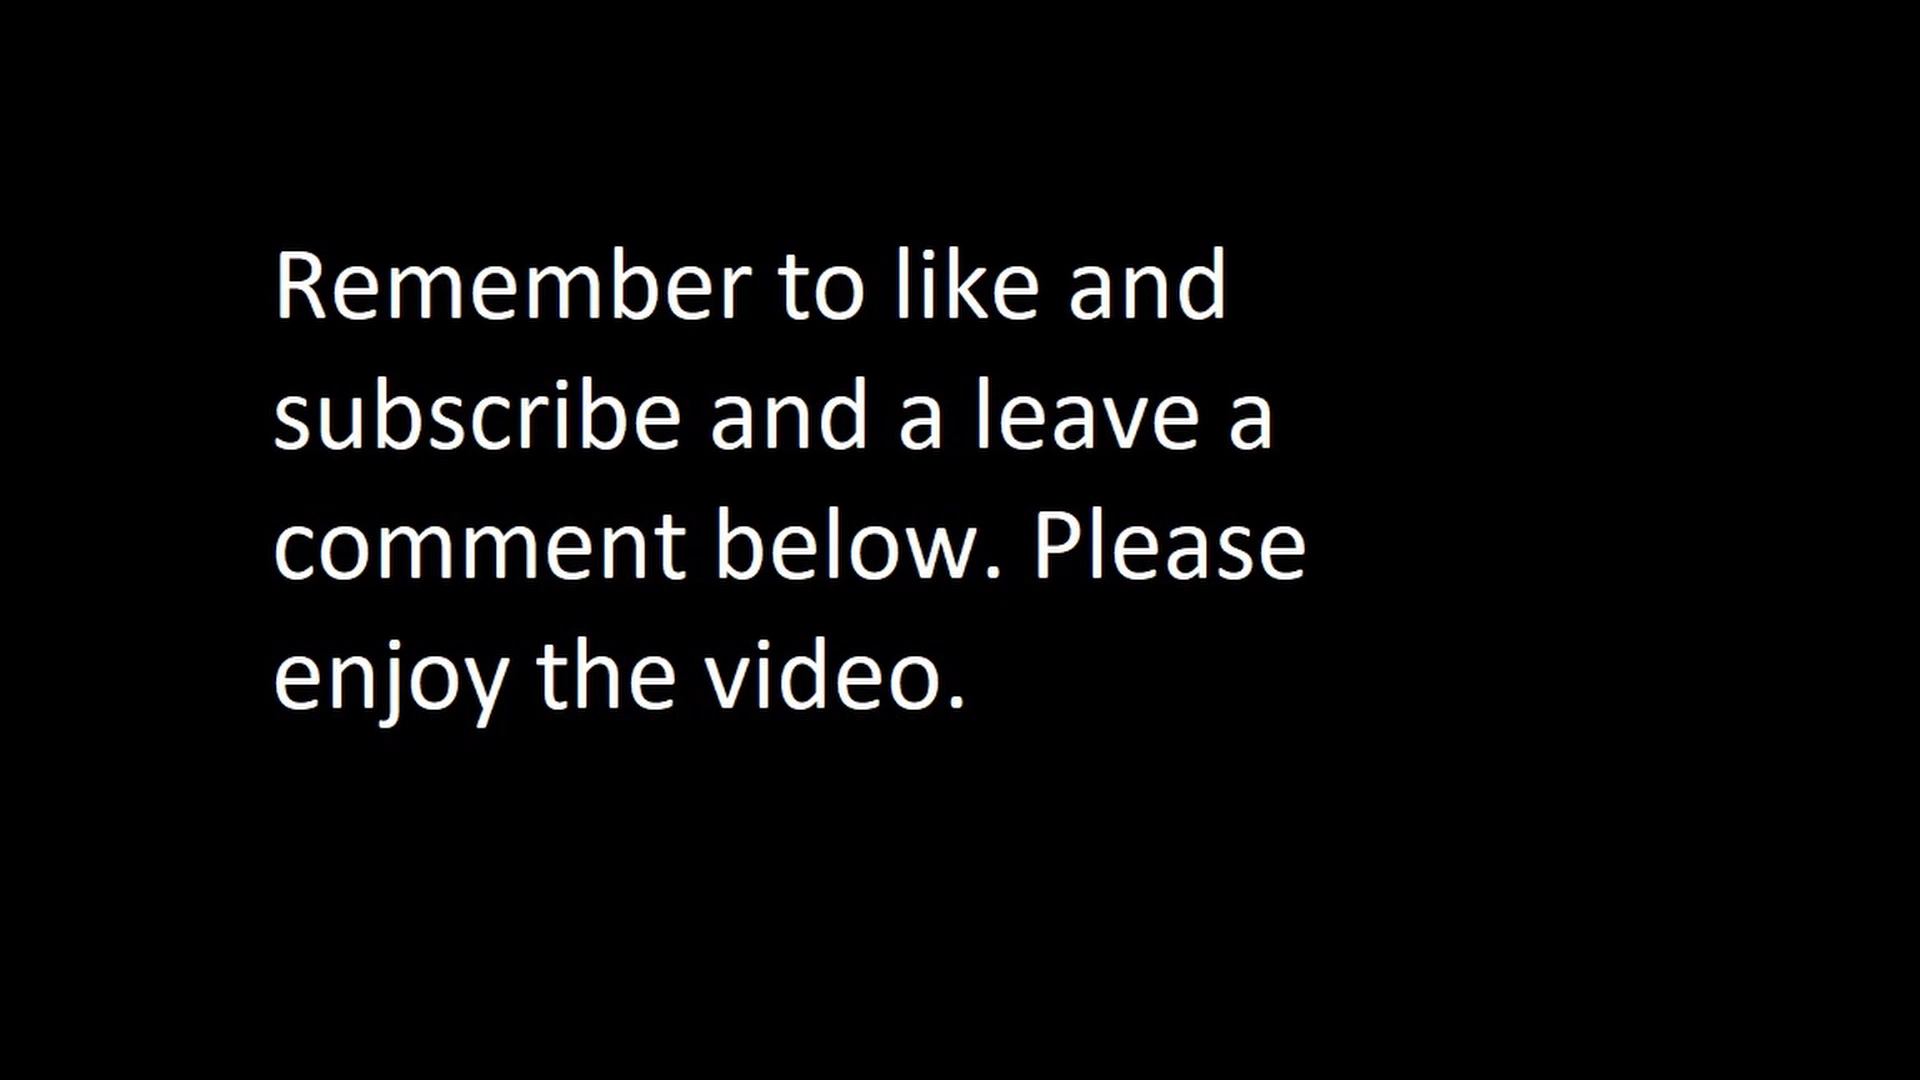 Remember to like and
subscribe and a leave a
comment below. Please
enjoy the video.